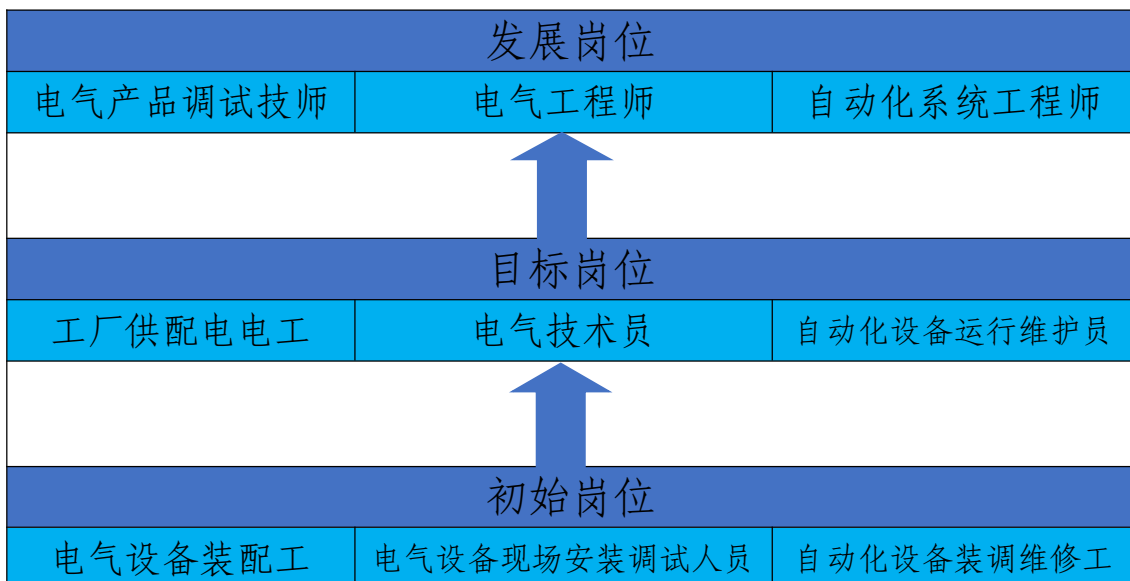 发展岗位
电气产品调试技师 电气工程师 自动化系统工程师
目标岗位
工厂供配电电工 电气技术员 自动化设备运行维护员
初始岗位
电气设备装配工 电气设备现场安装调试人员 自动化设备装调维修工